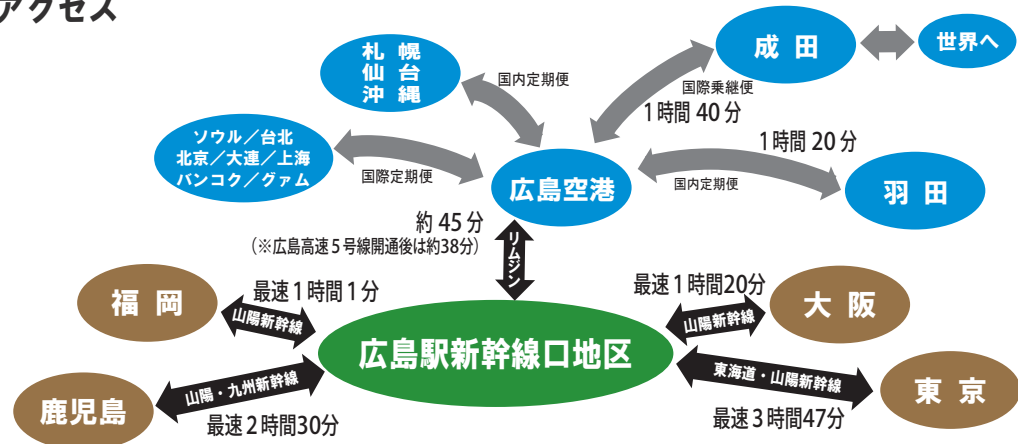 アクセス
札幌
仙台
沖縄
国内定期便
成田
世界へ
国際乗継便
1時間40分
ソウル／台北
北京／大連／上海
バンコク／グァム
国際定期便
広島空港
1時間20分
国内定期便
羽田
約45分
（※広島高速５号線開通後は約38分）
リムジン
福岡
最速１時間１分
山陽新幹線
最速１時間20分
山陽新幹線
大阪
広島駅新幹線口地区
鹿児島
山陽・九州新幹線
最速２時間30分
東海道・山陽新幹線
最速３時間47分
東京